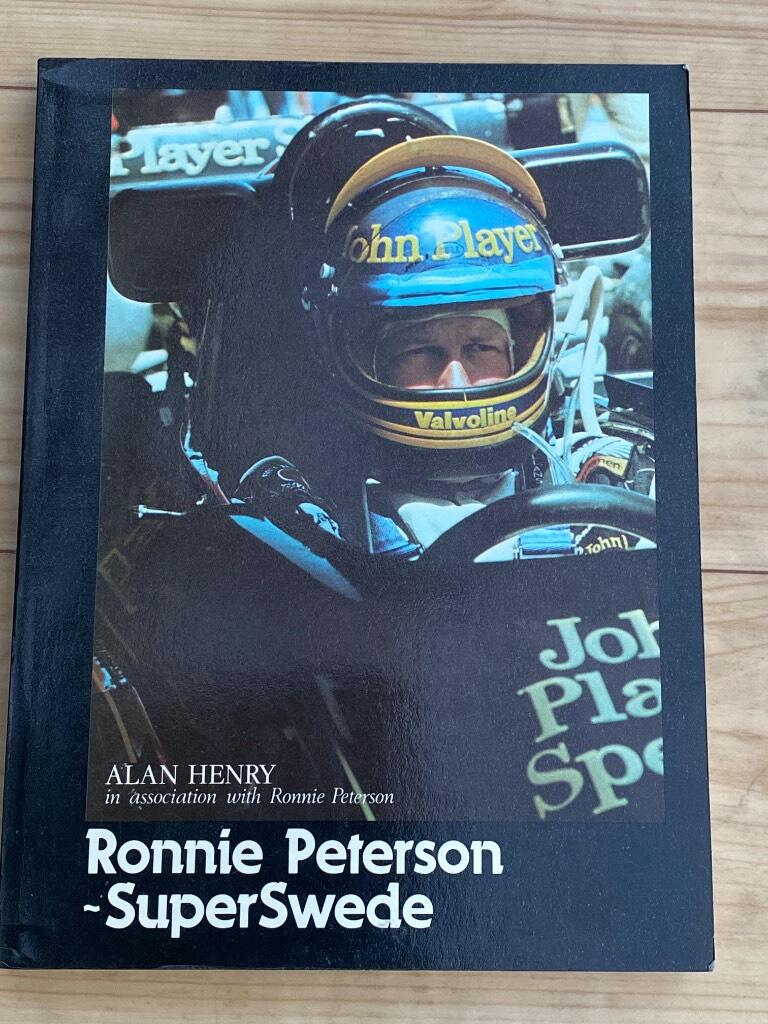 Player S
John Player
Valvoline
John
Joh
Pla
Spe
ALAN HENRY
in association with Ronnie Peterson
Ronnie Peterson
~SuperSwede